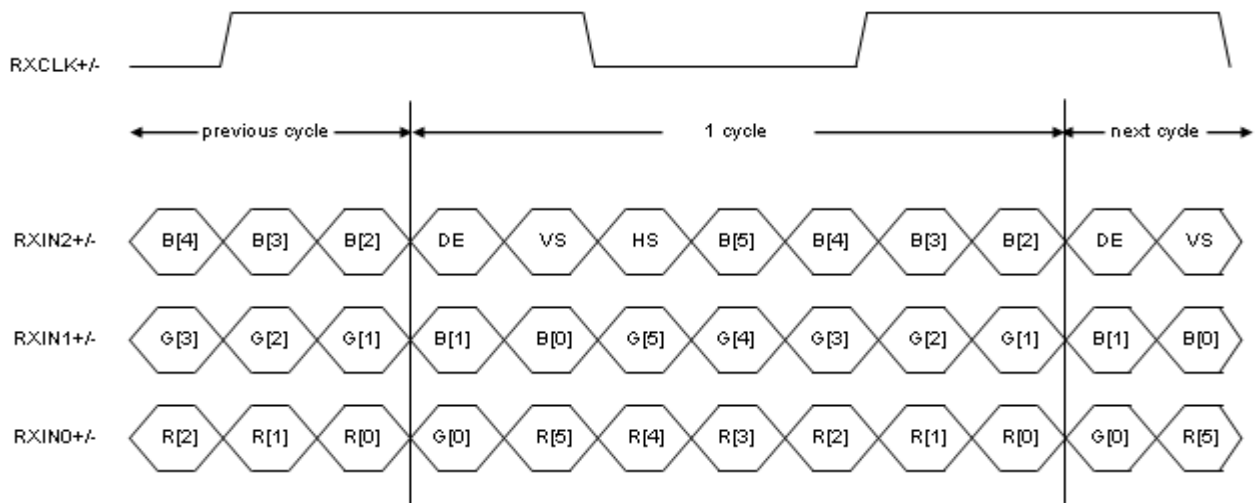 RXCLK+/-
previous cycle 1 cycle next cycle
RXIN2+/- B[4] B[3] B[2] DE VS HS B[5] B[4] B[3] B[2] DE VS
RXIN1+/- G[3] G[2] G[1] B[1] B[0] G[5] G[4] G[3] G[2] G[1] B[1] B[0]
RXIN0+/- R[2] R[1] R[0] G[0] R[5] R[4] R[3] R[2] R[1] R[0] G[0] R[5]